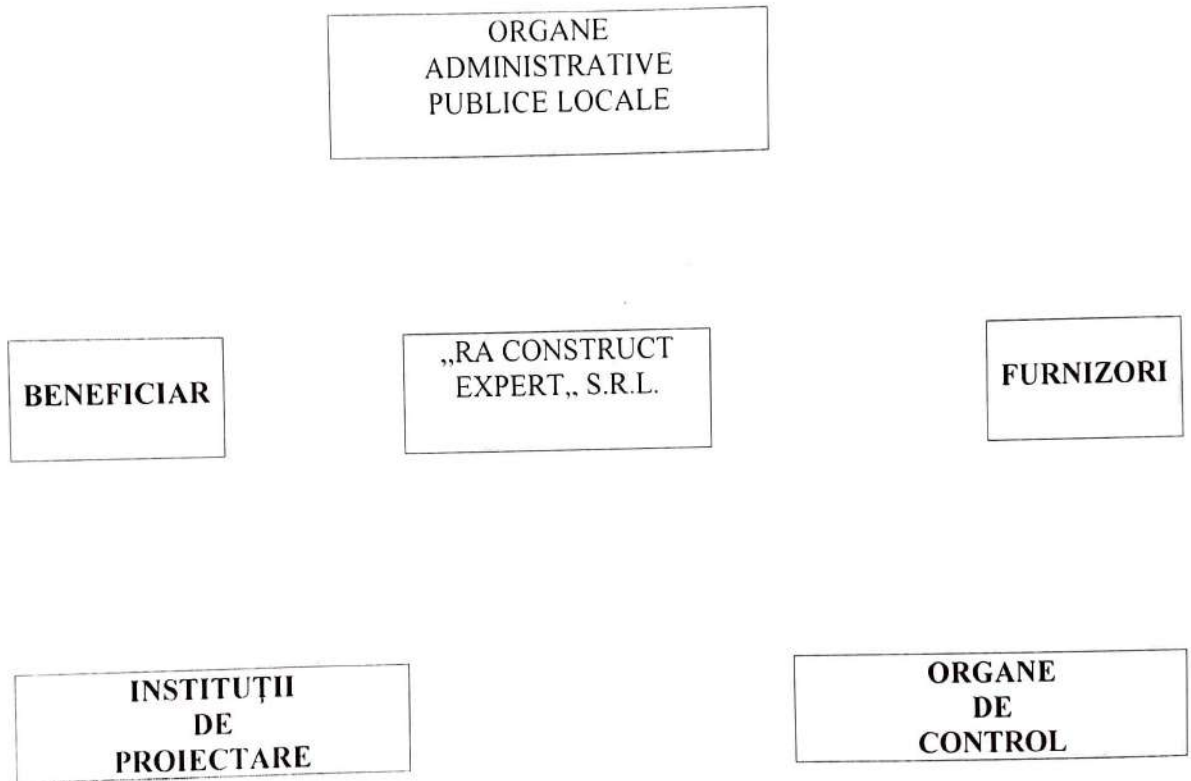 ORGANE
ADMINISTRATIVE
PUBLICE LOCALE
BENEFICIAR
„RA CONSTRUCT
EXPERT„ S.R.L.
FURNIZORI
INSTITUȚII
DE
PROIECTARE
ORGANE
DE
CONTROL